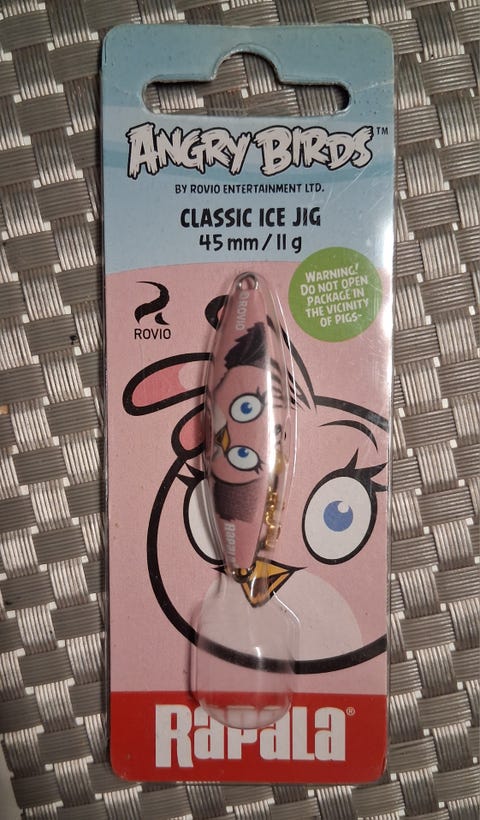 ANGRY BIRDS™
BY ROVIO ENTERTAINMENT LTD.
CLASSIC ICE JIG
45 mm / 11 g
WARNING!
DO NOT OPEN
PACKAGE IN
THE VICINITY
OF PIGS~
ROVIO
©ROVIO
Rapala
Rapala®